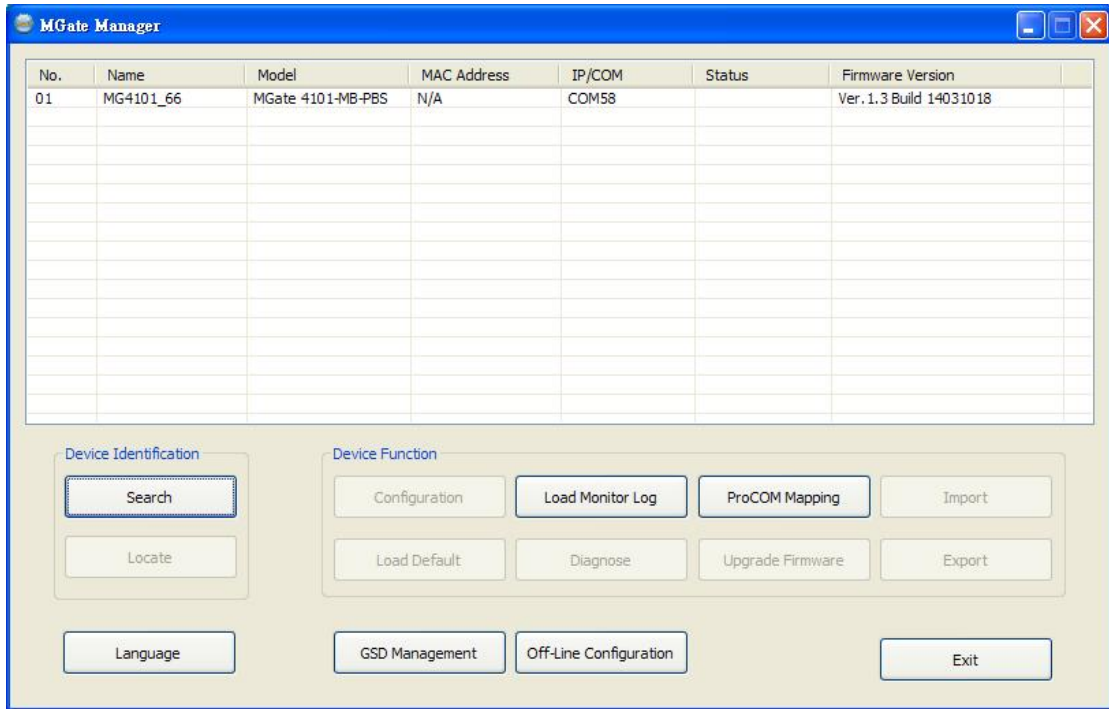 MGate Manager
No. Name Model MAC Address IP/COM Status Firmware Version
01 MG4101_66 MGate 4101-MB-PBS N/A COM58 Ver. 1.3 Build 14031018
Device Identification Device Function
Search Configuration Load Monitor Log ProCOM Mapping Import
Locate Load Default Diagnose Upgrade Firmware Export
Language GSD Management Off-Line Configuration Exit